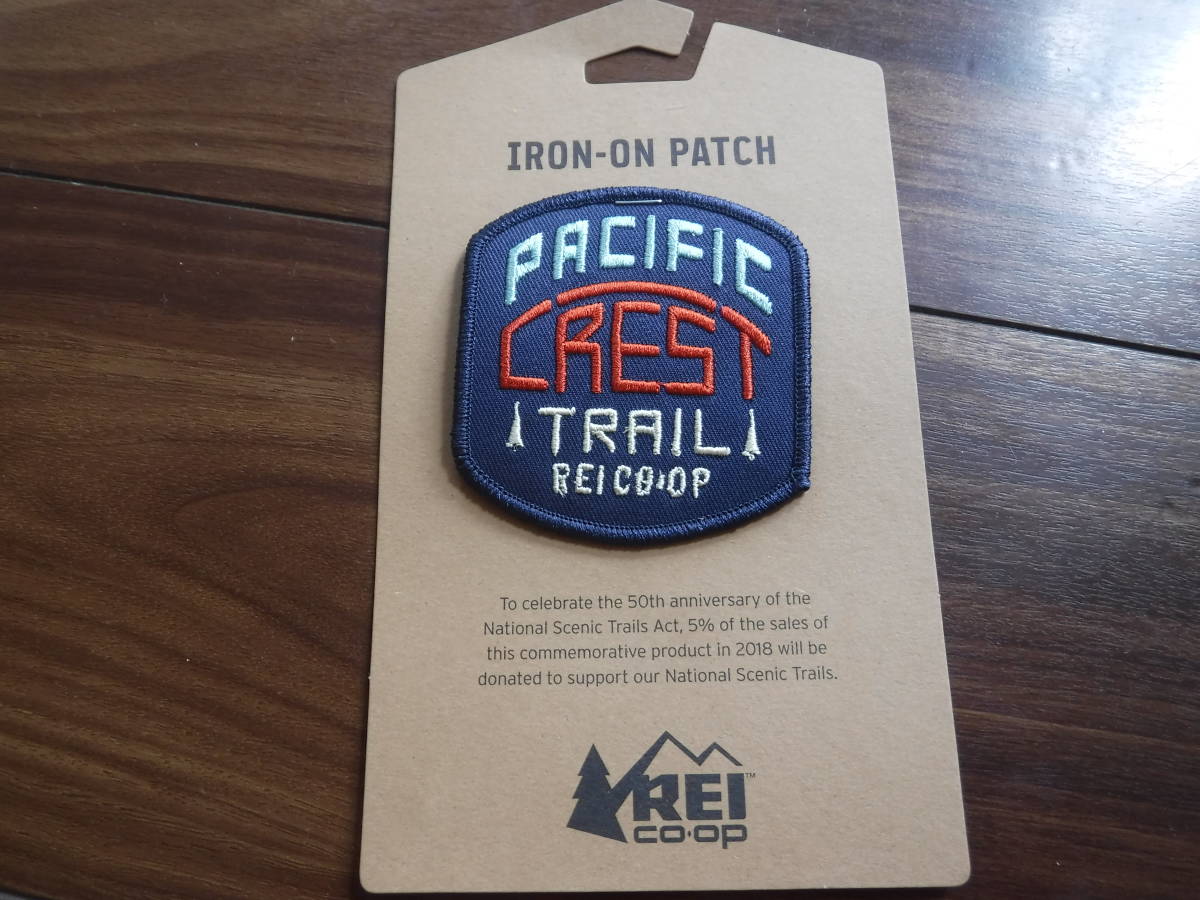 IRON-ON PATCH
PACIFIC
CREST
TRAIL
REI CO·OP
To celebrate the 50th anniversary of the
National Scenic Trails Act, 5% of the sales of
this commemorative product in 2018 will be
donated to support our National Scenic Trails.
REI™
co·op